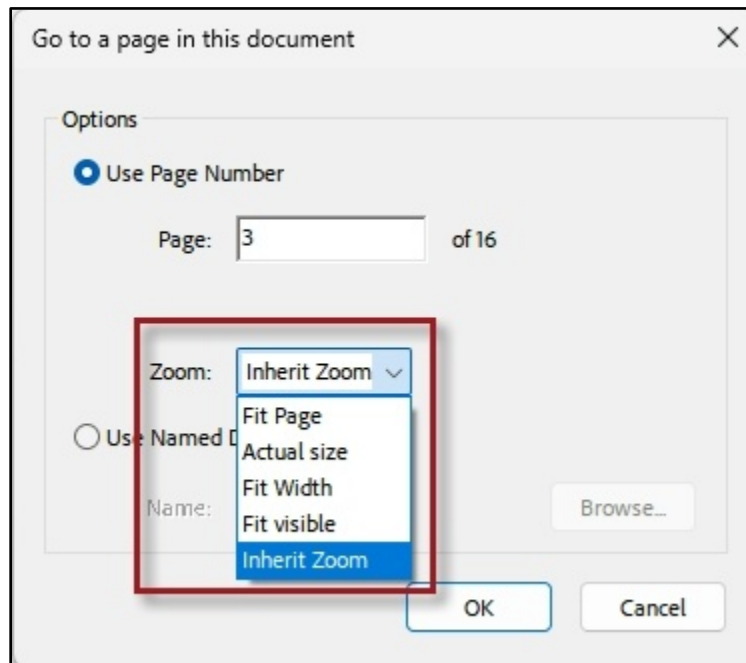 Go to a page in this document
Options
Use Page Number
Page: 3 of 16
Zoom: Inherit Zoom
Fit Page
Use Named D
Actual size
Fit Width
Name:
Browse...
Fit visible
Inherit Zoom
OK Cancel